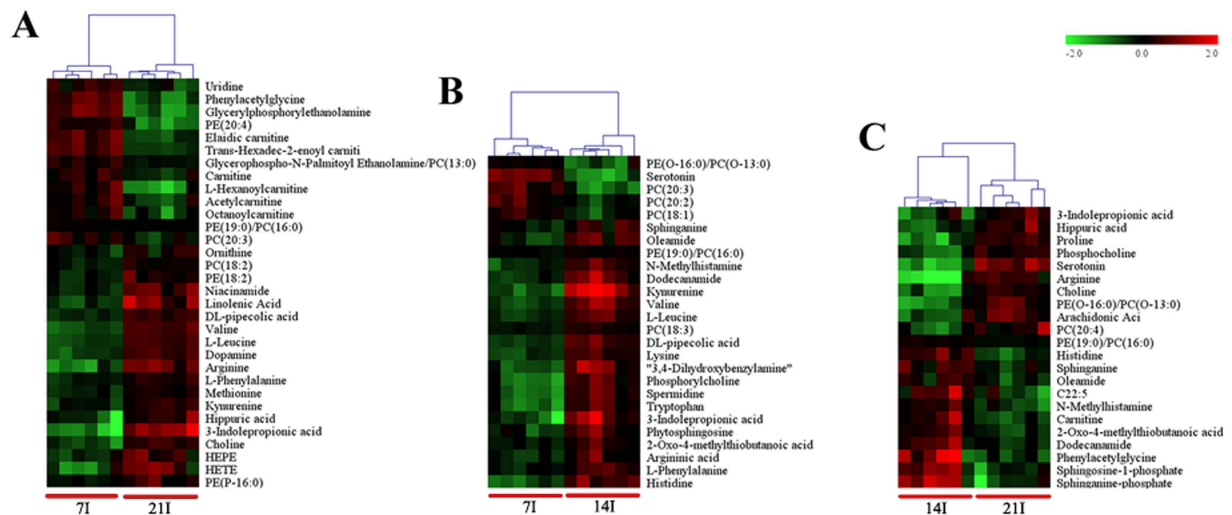 A
Uridine
Phenylacetylglycine
Glycerylphosphorylethanolamine
PE(20:4)
Elaidic carnitine
Trans-Hexadec-2-enoyl carniti
Glycerophospho-N-Palmitoyl Ethanolamine/PC(13:0)
Carnitine
L-Hexanoylcarnitine
Acetylcarnitine
Octanoylcarnitine
PE(19:0)/PC(16:0)
PC(20:3)
Ornithine
PC(18:2)
PE(18:2)
Niacinamide
Linolenic Acid
DL-pipecolic acid
Valine
L-Leucine
Dopamine
Arginine
L-Phenylalanine
Methionine
Kynurenine
Hippuric acid
3-Indolepropionic acid
Choline
HEPE
HETE
PE(P-16:0)
7I 21I
B
PE(O-16:0)/PC(O-13:0)
Serotonin
PC(20:3)
PC(20:2)
PC(18:1)
Sphinganine
Oleamide
PE(19:0)/PC(16:0)
N-Methylhistamine
Dodecanamide
Kynurenine
Valine
L-Leucine
PC(18:3)
DL-pipecolic acid
Lysine
"3,4-Dihydroxybenzylamine"
Phosphorylcholine
Spermidine
Tryptophan
3-Indolepropionic acid
Phytosphingosine
2-Oxo-4-methylthiobutanoic acid
Argininic acid
L-Phenylalanine
Histidine
7I 14I
-2.0 0.0 2.0
C
3-Indolepropionic acid
Hippuric acid
Proline
Phosphocholine
Serotonin
Arginine
Choline
PE(O-16:0)/PC(O-13:0)
Arachidonic Aci
PC(20:4)
PE(19:0)/PC(16:0)
Histidine
Sphinganine
Oleamide
C22:5
N-Methylhistamine
Carnitine
2-Oxo-4-methylthiobutanoic acid
Dodecanamide
Phenylacetylglycine
Sphingosine-1-phosphate
Sphinganine-phosphate
14I 21I